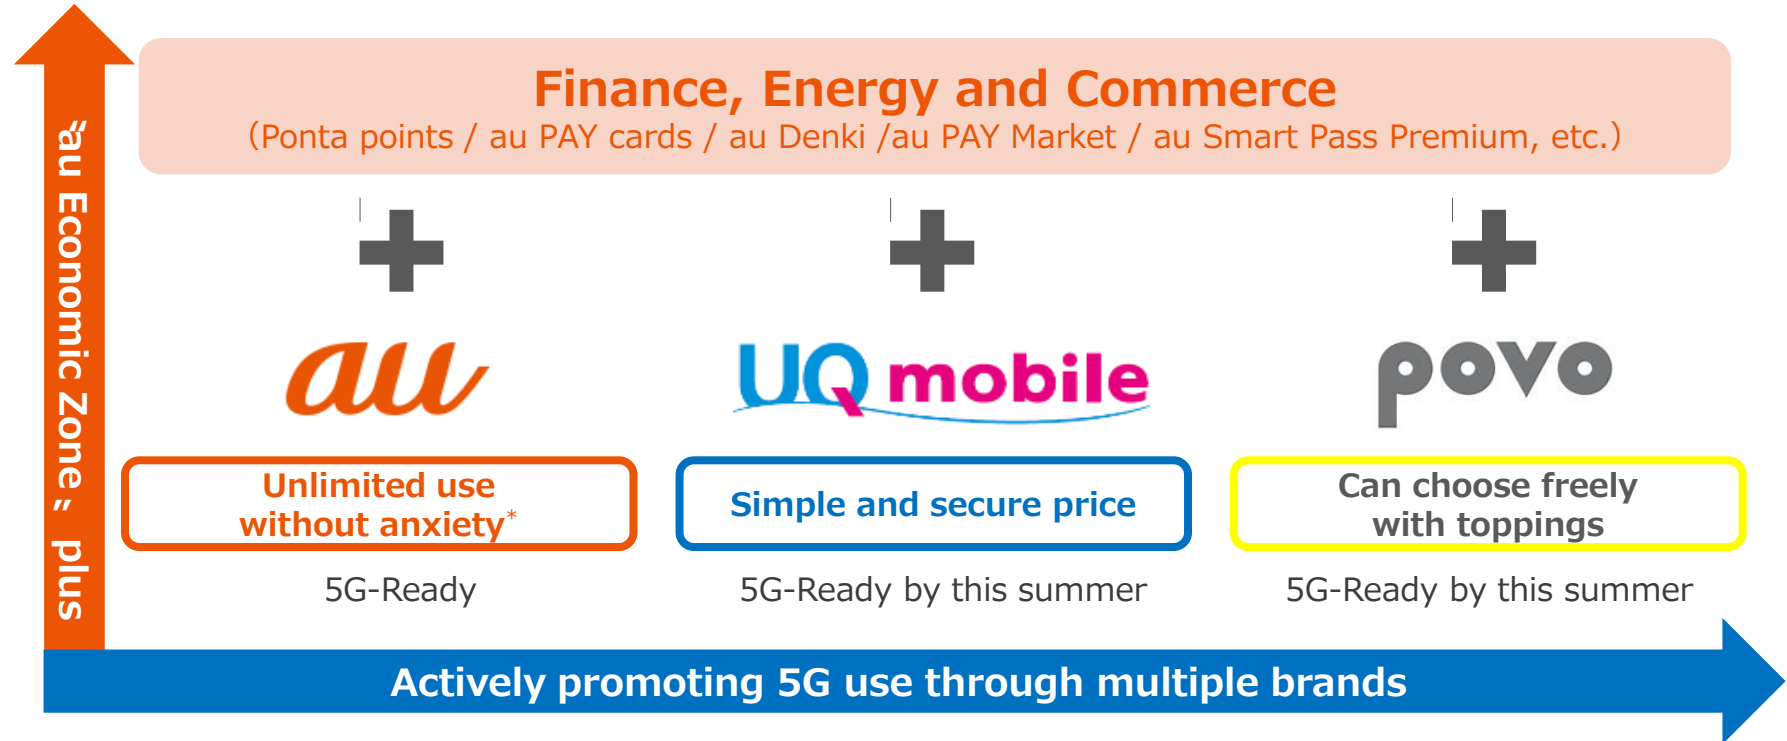 Finance, Energy and Commerce
（Ponta points / au PAY cards / au Denki /au PAY Market / au Smart Pass Premium, etc.）
“au Economic Zone” plus
au
UQ mobile
povo
Unlimited use
without anxiety*
Simple and secure price
Can choose freely
with toppings
5G-Ready
5G-Ready by this summer
5G-Ready by this summer
Actively promoting 5G use through multiple brands